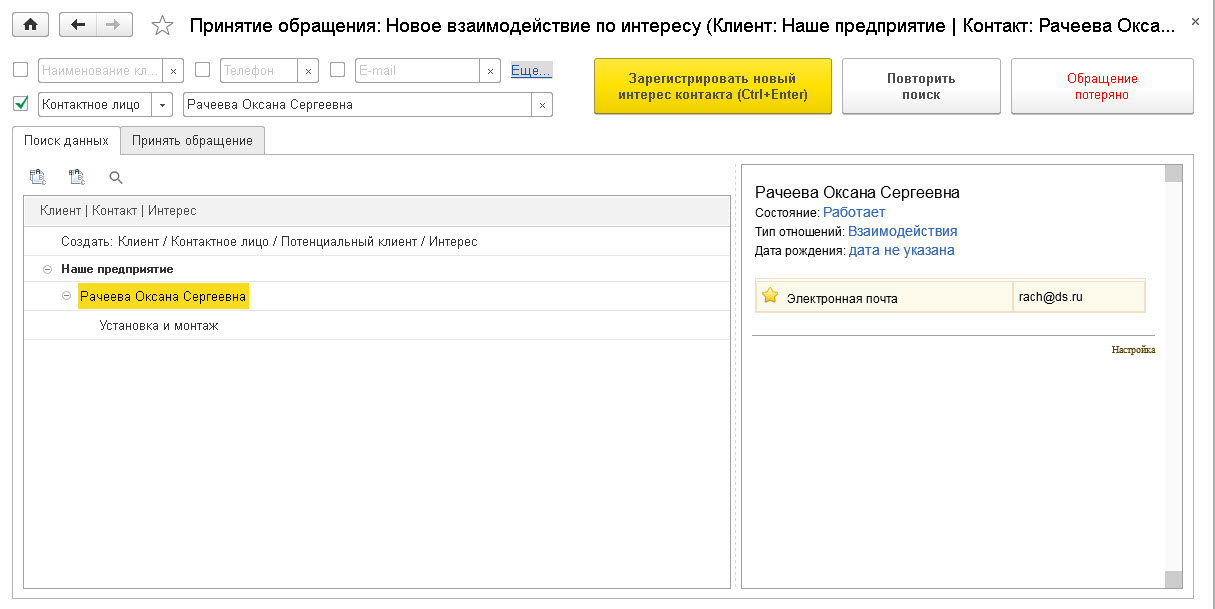 Принятие обращения: Новое взаимодействие по интересу (Клиент: Наше предприятие | Контакт: Рачеева Окса...
Наименование кл...
Телефон
E-mail
Еще...
Контактное лицо
Рачеева Оксана Сергеевна
Зарегистрировать новый
интерес контакта (Ctrl+Enter)
Повторить
поиск
Обращение
потеряно
Поиск данных
Принять обращение
Клиент | Контакт | Интерес
Создать: Клиент / Контактное лицо / Потенциальный клиент / Интерес
Наше предприятие
Рачеева Оксана Сергеевна
Установка и монтаж
Рачеева Оксана Сергеевна
Состояние: Работает
Тип отношений: Взаимодействия
Дата рождения: дата не указана
Электронная почта rach@ds.ru
Настройка